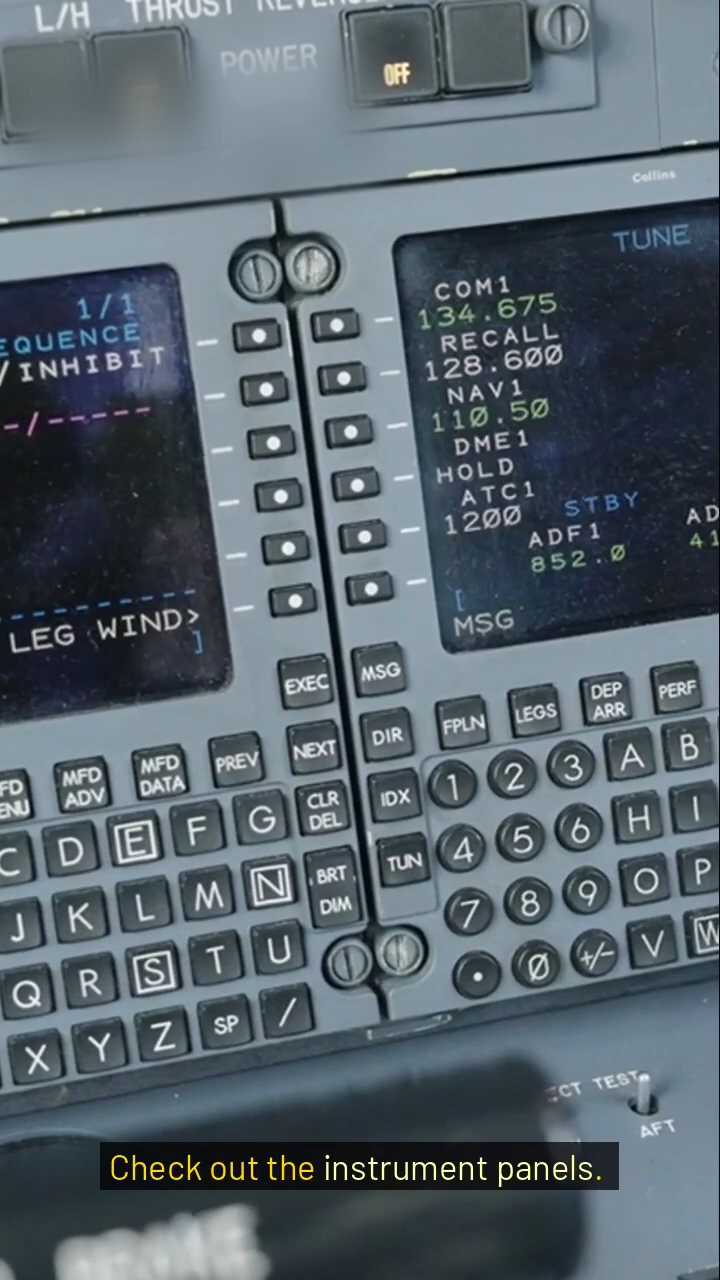 L/H THRUST REVERSE
POWER
OFF
Collins
1/1
EQUENCE
/INHIBIT
-/-----
LEG WIND>
]
TUNE
COM1
134.675
RECALL
128.600
NAV1
110.50
DME1
HOLD
ATC1
1200 STBY
ADF1 AD
852.0 41
[
MSG
EXEC
MFD ADV
MFD DATA
PREV
NEXT
C D E F G
CLR DEL
J K L M N
BRT DIM
Q R S T U
X Y Z SP /
MSG
DIR
FPLN
LEGS
DEP ARR
PERF
IDX
1 2 3 A B
TUN
4 5 6 H I
7 8 9 O P
. 0 +/- V W
CT TEST
AFT
Check out the instrument panels.